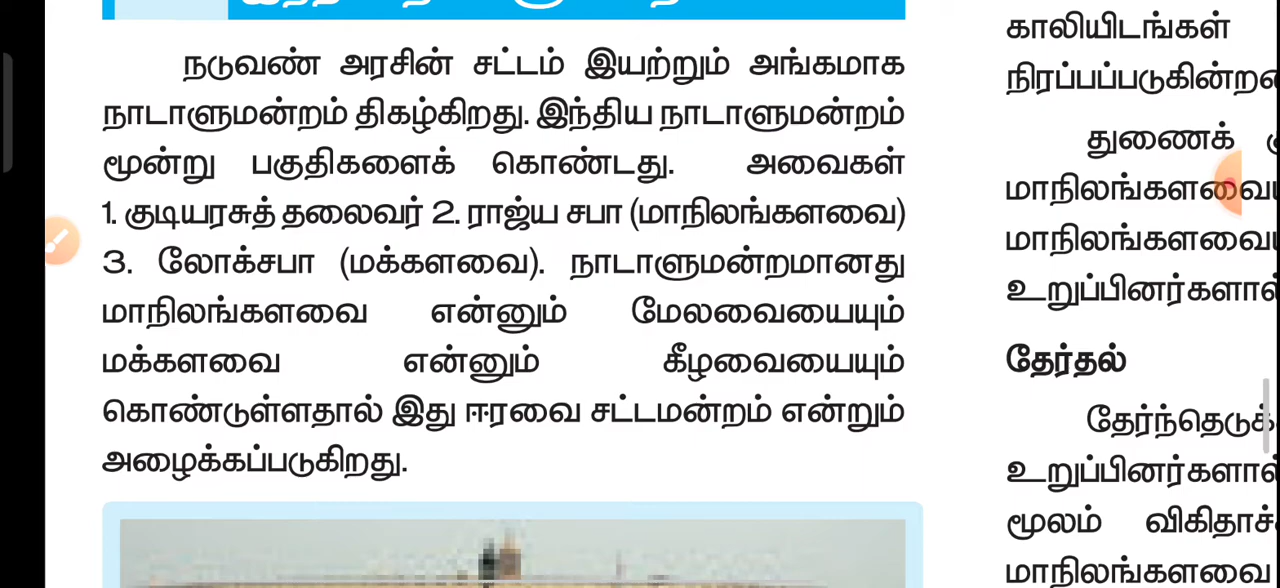 நடுவண் அரசின் சட்டம் இயற்றும் அங்கமாக
நாடாளுமன்றம் திகழ்கிறது. இந்திய நாடாளுமன்றம்
மூன்று பகுதிகளைக் கொண்டது. அவைகள்
1. குடியரசுத் தலைவர் 2. ராஜ்ய சபா (மாநிலங்களவை)
3. லோக்சபா (மக்களவை). நாடாளுமன்றமானது
மாநிலங்களவை என்னும் மேலவையையும்
மக்களவை என்னும் கீழவையையும்
கொண்டுள்ளதால் இது ஈரவை சட்டமன்றம் என்றும்
அழைக்கப்படுகிறது.
காலியிடங்கள்
துணைக்
தேர்தல்
மூலம்
மாநிலங்களவை